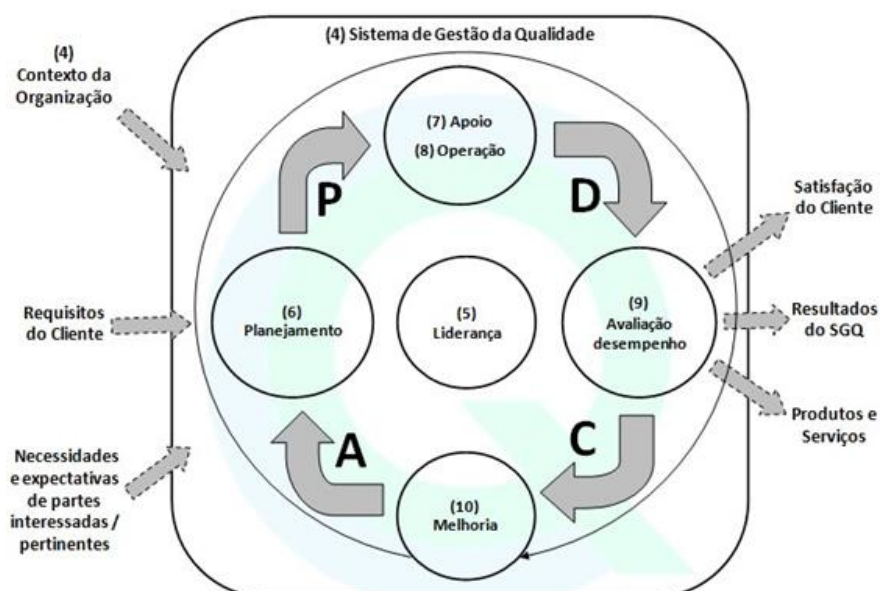 (4) Sistema de Gestão da Qualidade
(4)
Contexto da
Organização
(7) Apoio
(8) Operação
P
D
Satisfação
do Cliente
Requisitos
do Cliente
(6)
Planejamento
(5)
Liderança
(9)
Avaliação
desempenho
Resultados
do SGQ
Produtos e
Serviços
A
C
Necessidades
e expectativas
de partes
interessadas /
pertinentes
(10)
Melhoria